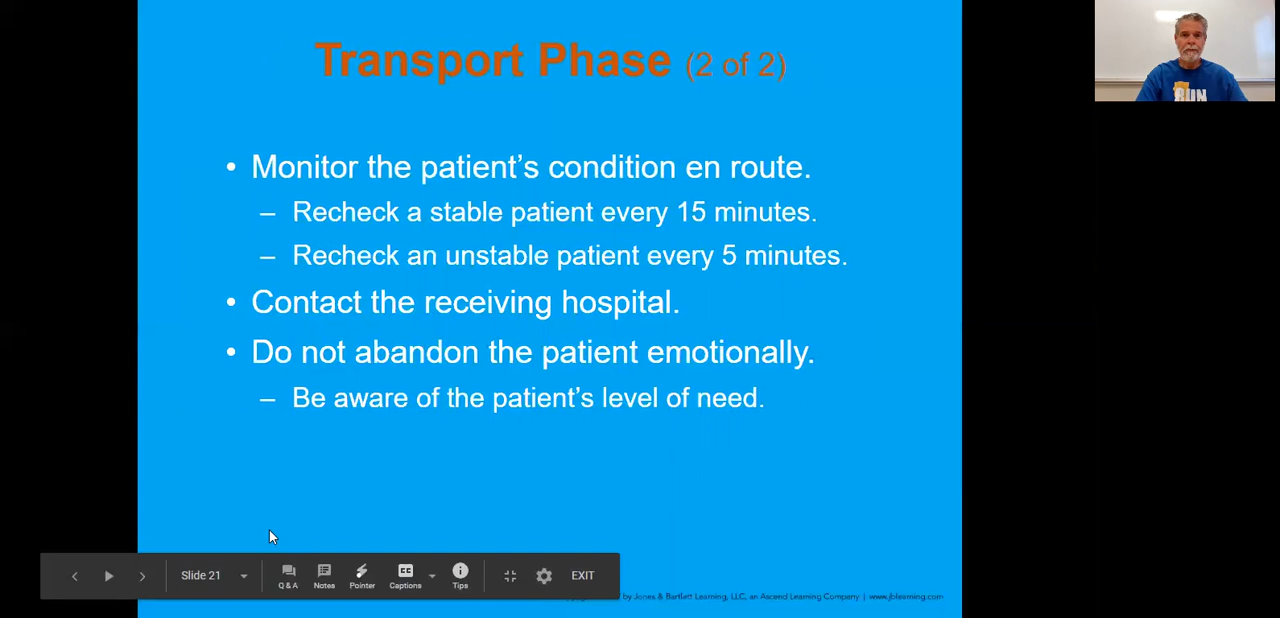 Transport Phase (2 of 2)
• Monitor the patient's condition en route.
– Recheck a stable patient every 15 minutes.
– Recheck an unstable patient every 5 minutes.
• Contact the receiving hospital.
• Do not abandon the patient emotionally.
– Be aware of the patient's level of need.
RUN
Slide 21
Q & A
Notes
Pointer
CC
Captions
Tips
EXIT
by Jones & Bartlett Learning, LLC, an Ascend Learning Company | www.jblearning.com